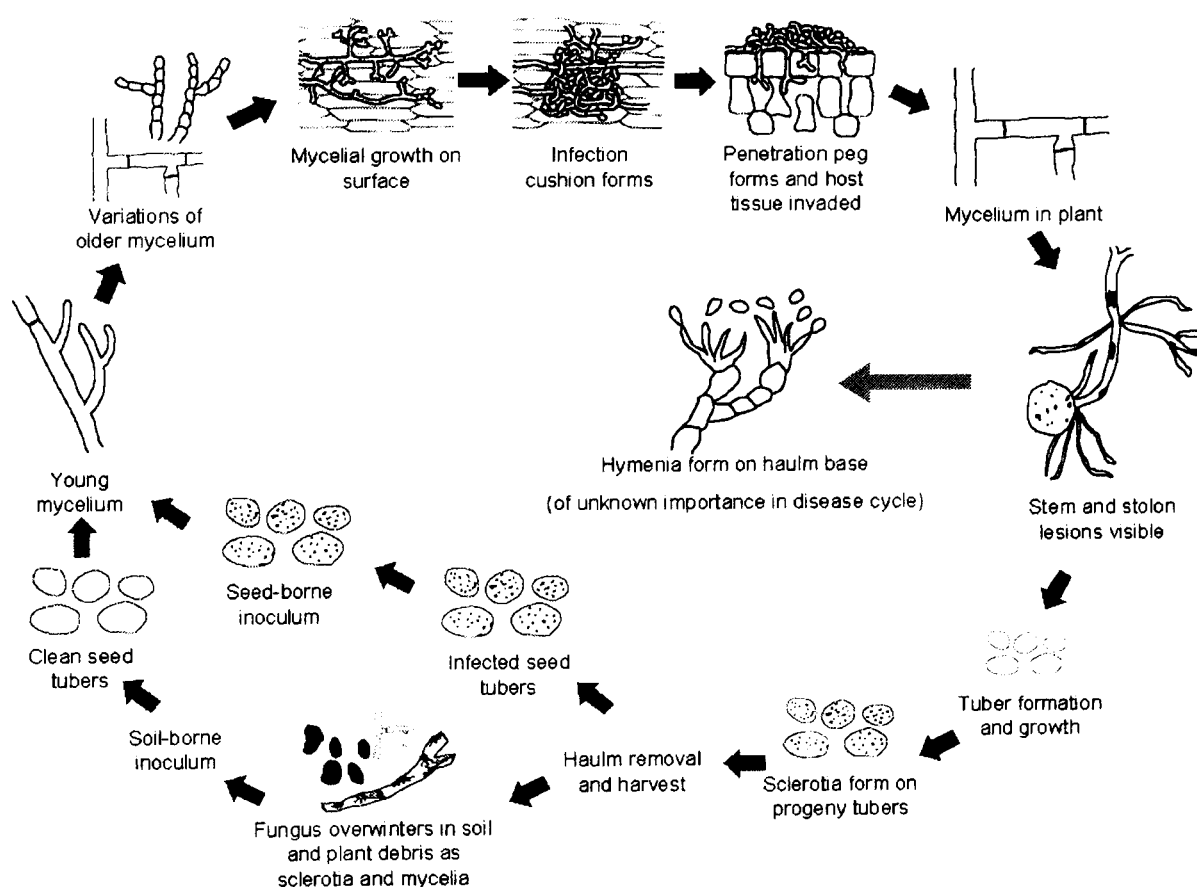 Mycelial growth on
surface
Infection
cushion forms
Penetration peg
forms and host
tissue invaded
Mycelium in plant
Variations of
older mycelium
Hymenia form on haulm base
(of unknown importance in disease cycle)
Stem and stolon
lesions visible
Young
mycelium
Seed-borne
inoculum
Clean seed
tubers
Infected seed
tubers
Tuber formation
and growth
Soil-borne
inoculum
Haulm removal
and harvest
Sclerotia form on
progeny tubers
Fungus overwinters in soil
and plant debris as
sclerotia and mycelia